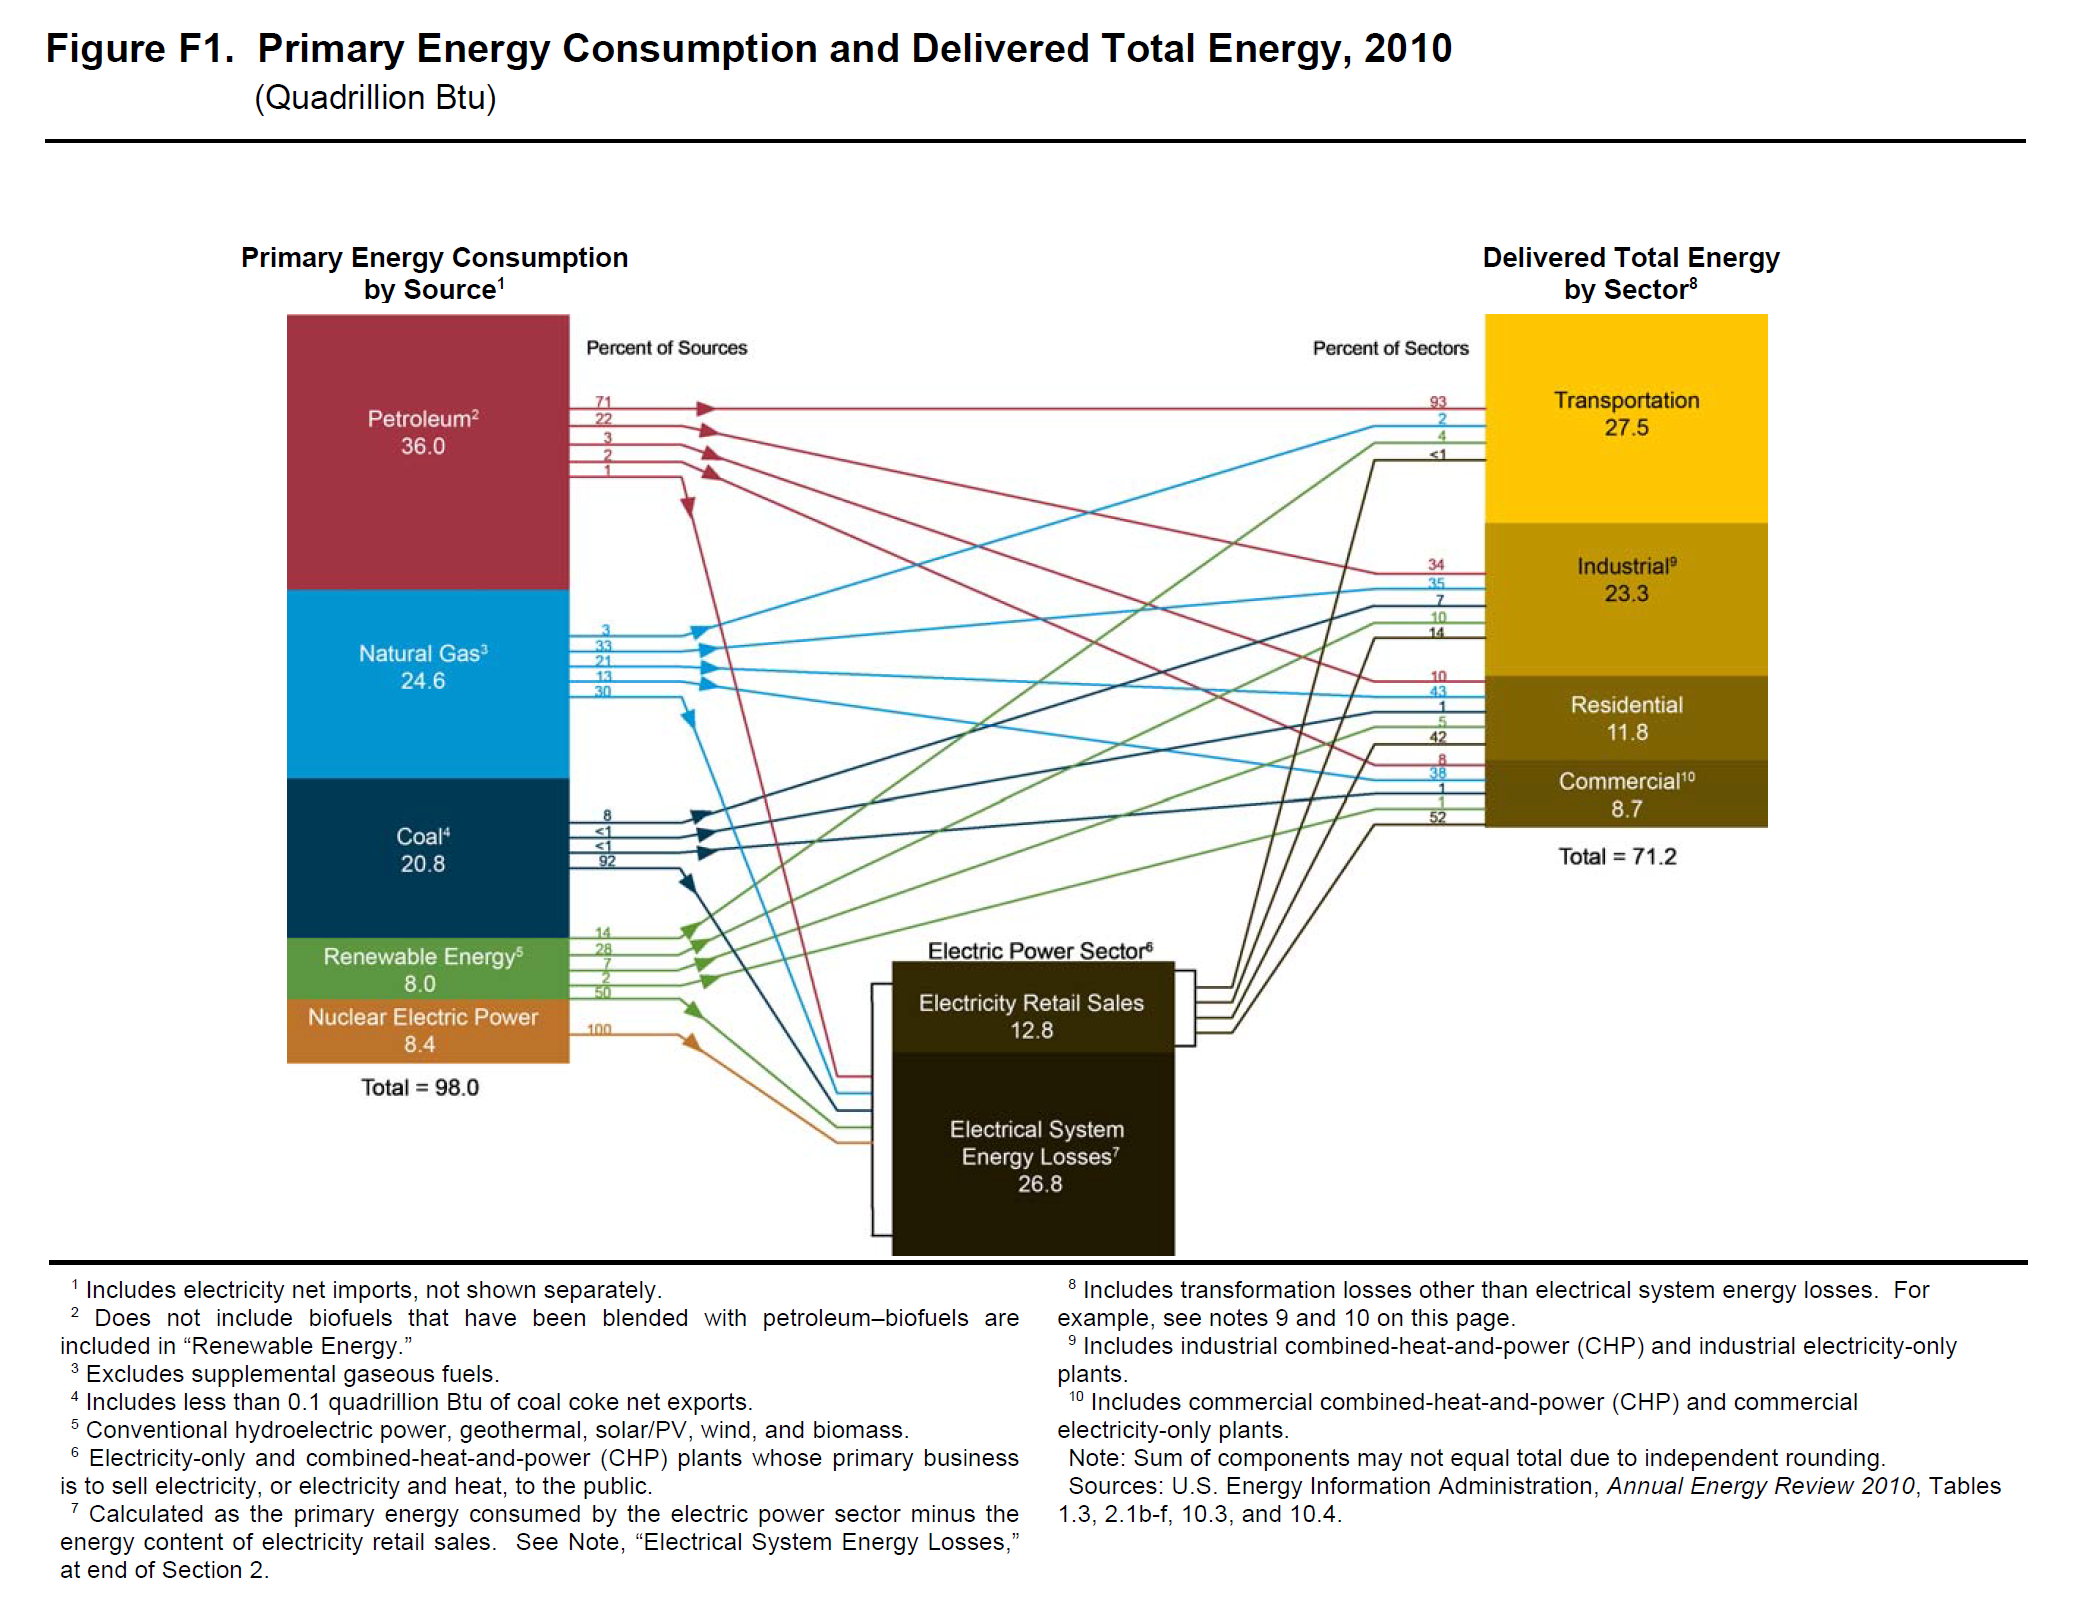 Figure F1.  Primary Energy Consumption and Delivered Total Energy, 2010
(Quadrillion Btu)
Primary Energy Consumption
by Source¹
Delivered Total Energy
by Sector⁸
Percent of Sources
Percent of Sectors
Petroleum²
36.0
71
22
3
2
1
Natural Gas³
24.6
3
33
21
13
30
Coal⁴
20.8
8
<1
<1
92
Renewable Energy⁵
8.0
14
28
7
2
50
Nuclear Electric Power
8.4
100
Total = 98.0
Electric Power Sector⁶
Electricity Retail Sales
12.8
Electrical System
Energy Losses⁷
26.8
93
2
4
<1
Transportation
27.5
34
35
7
10
14
Industrial⁹
23.3
10
43
1
5
42
Residential
11.8
8
38
1
1
52
Commercial¹⁰
8.7
Total = 71.2
¹ Includes electricity net imports, not shown separately.
² Does not include biofuels that have been blended with petroleum–biofuels are
included in “Renewable Energy.”
³ Excludes supplemental gaseous fuels.
⁴ Includes less than 0.1 quadrillion Btu of coal coke net exports.
⁵ Conventional hydroelectric power, geothermal, solar/PV, wind, and biomass.
⁶ Electricity-only and combined-heat-and-power (CHP) plants whose primary business
is to sell electricity, or electricity and heat, to the public.
⁷ Calculated as the primary energy consumed by the electric power sector minus the
energy content of electricity retail sales.  See Note, “Electrical System Energy Losses,”
at end of Section 2.
⁸ Includes transformation losses other than electrical system energy losses.  For
example, see notes 9 and 10 on this page.
⁹ Includes industrial combined-heat-and-power (CHP) and industrial electricity-only
plants.
¹⁰ Includes commercial combined-heat-and-power (CHP) and commercial
electricity-only plants.
Note: Sum of components may not equal total due to independent rounding.
Sources: U.S. Energy Information Administration, Annual Energy Review 2010, Tables
1.3, 2.1b-f, 10.3, and 10.4.